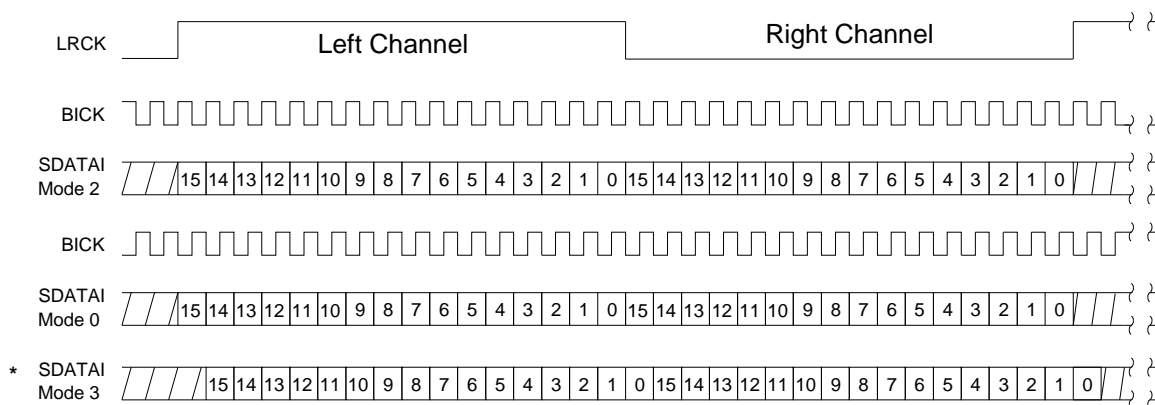 LRCK Left Channel Right Channel
BICK
SDATAI
Mode 2
15 14 13 12 11 10 9 8 7 6 5 4 3 2 1 0 15 14 13 12 11 10 9 8 7 6 5 4 3 2 1 0
BICK
SDATAI
Mode 0
15 14 13 12 11 10 9 8 7 6 5 4 3 2 1 0 15 14 13 12 11 10 9 8 7 6 5 4 3 2 1 0
* SDATAI
Mode 3
15 14 13 12 11 10 9 8 7 6 5 4 3 2 1 0 15 14 13 12 11 10 9 8 7 6 5 4 3 2 1 0